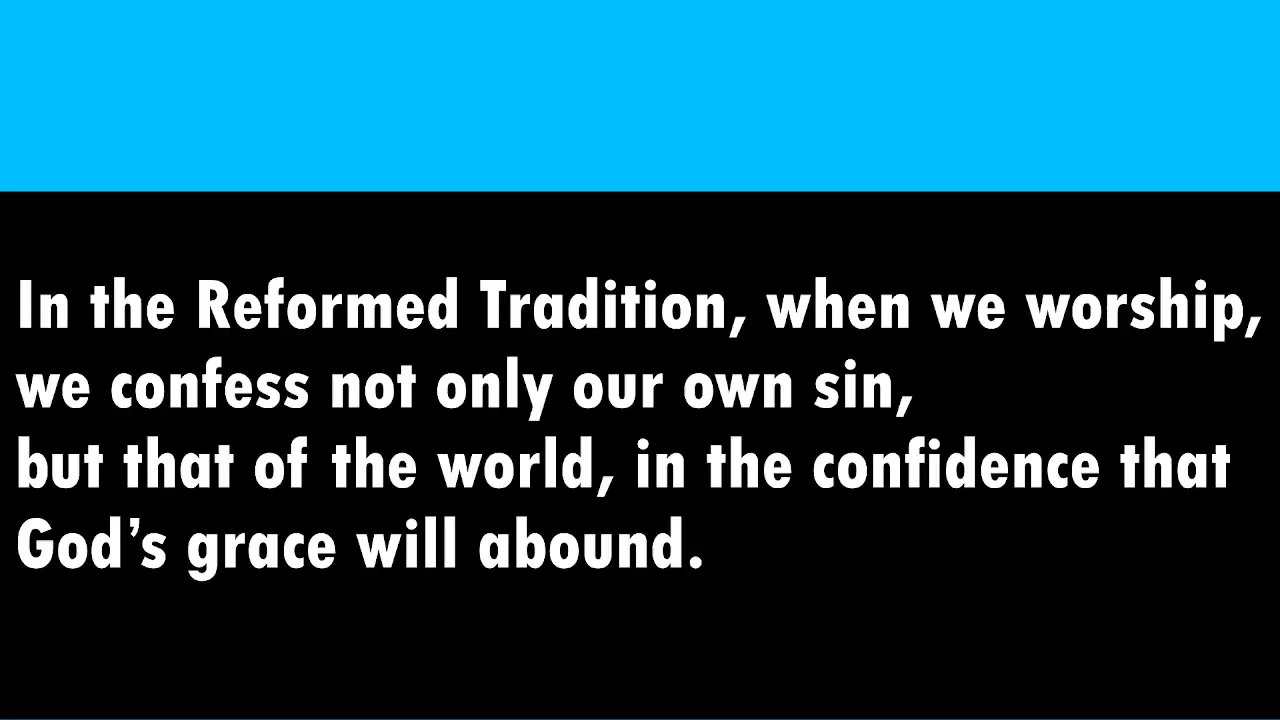 In the Reformed Tradition, when we worship,
we confess not only our own sin,
but that of the world, in the confidence that
God’s grace will abound.